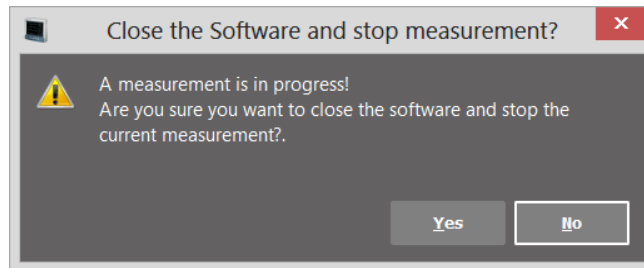 Close the Software and stop measurement?
A measurement is in progress!
Are you sure you want to close the software and stop the
current measurement?.
Yes
No